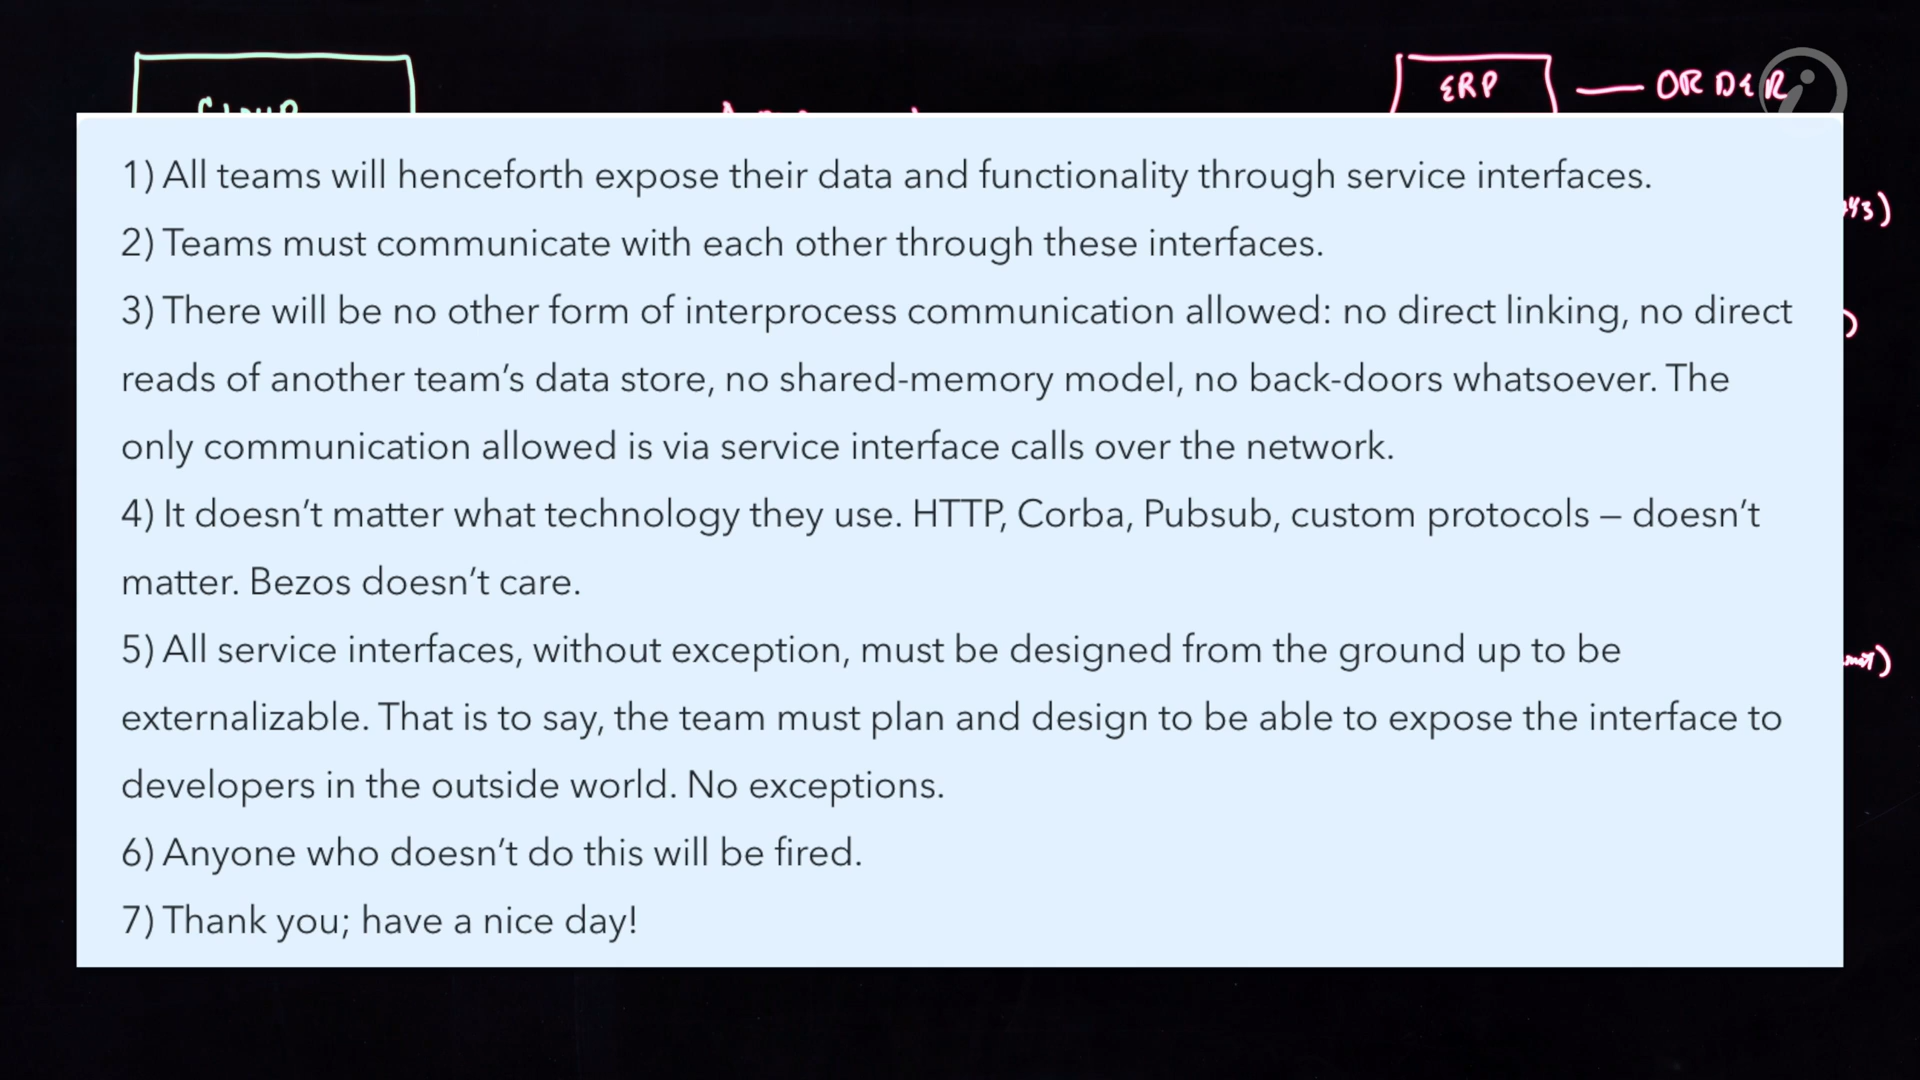 ERP — ORDER
1) All teams will henceforth expose their data and functionality through service interfaces.
2) Teams must communicate with each other through these interfaces.
3) There will be no other form of interprocess communication allowed: no direct linking, no direct
reads of another team’s data store, no shared-memory model, no back-doors whatsoever. The
only communication allowed is via service interface calls over the network.
4) It doesn’t matter what technology they use. HTTP, Corba, Pubsub, custom protocols — doesn’t
matter. Bezos doesn’t care.
5) All service interfaces, without exception, must be designed from the ground up to be
externalizable. That is to say, the team must plan and design to be able to expose the interface to
developers in the outside world. No exceptions.
6) Anyone who doesn’t do this will be fired.
7) Thank you; have a nice day!